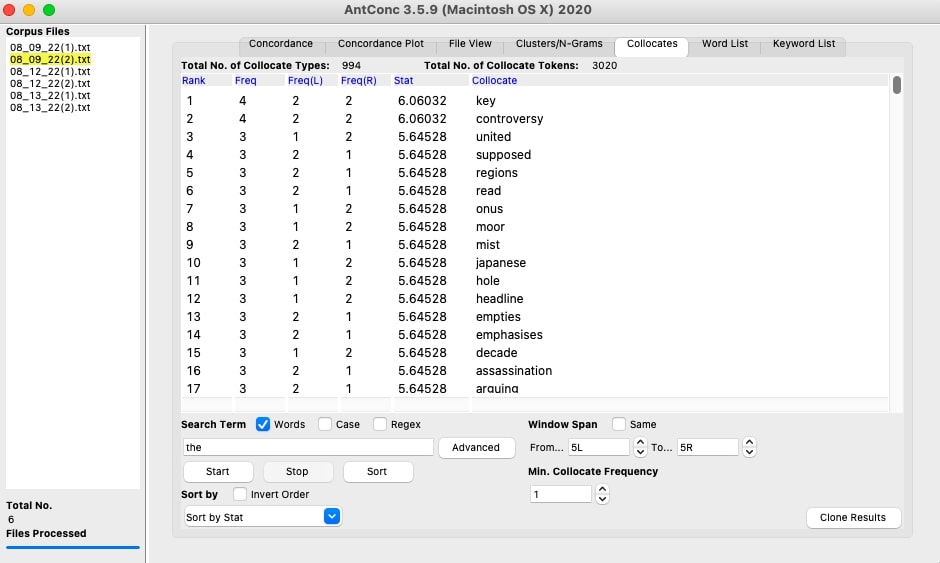 AntConc 3.5.9 (Macintosh OS X) 2020
Corpus Files
08_09_22(1).txt
08_09_22(2).txt
08_12_22(1).txt
08_12_22(2).txt
08_13_22(1).txt
08_13_22(2).txt
Total No.
6
Files Processed
Concordance Concordance Plot File View Clusters/N-Grams Collocates Word List Keyword List
Total No. of Collocate Types: 994 Total No. of Collocate Tokens: 3020
Rank Freq Freq(L) Freq(R) Stat Collocate
1 4 2 2 6.06032 key
2 4 2 2 6.06032 controversy
3 3 1 2 5.64528 united
4 3 2 1 5.64528 supposed
5 3 2 1 5.64528 regions
6 3 2 1 5.64528 read
7 3 1 2 5.64528 onus
8 3 1 2 5.64528 moor
9 3 2 1 5.64528 mist
10 3 1 2 5.64528 japanese
11 3 1 2 5.64528 hole
12 3 1 2 5.64528 headline
13 3 2 1 5.64528 empties
14 3 2 1 5.64528 emphasises
15 3 1 2 5.64528 decade
16 3 2 1 5.64528 assassination
17 3 2 1 5.64528 arguing
Search Term Words Case Regex Window Span Same
the Advanced From... 5L To... 5R
Start Stop Sort Min. Collocate Frequency
Sort by Invert Order 1
Sort by Stat Clone Results